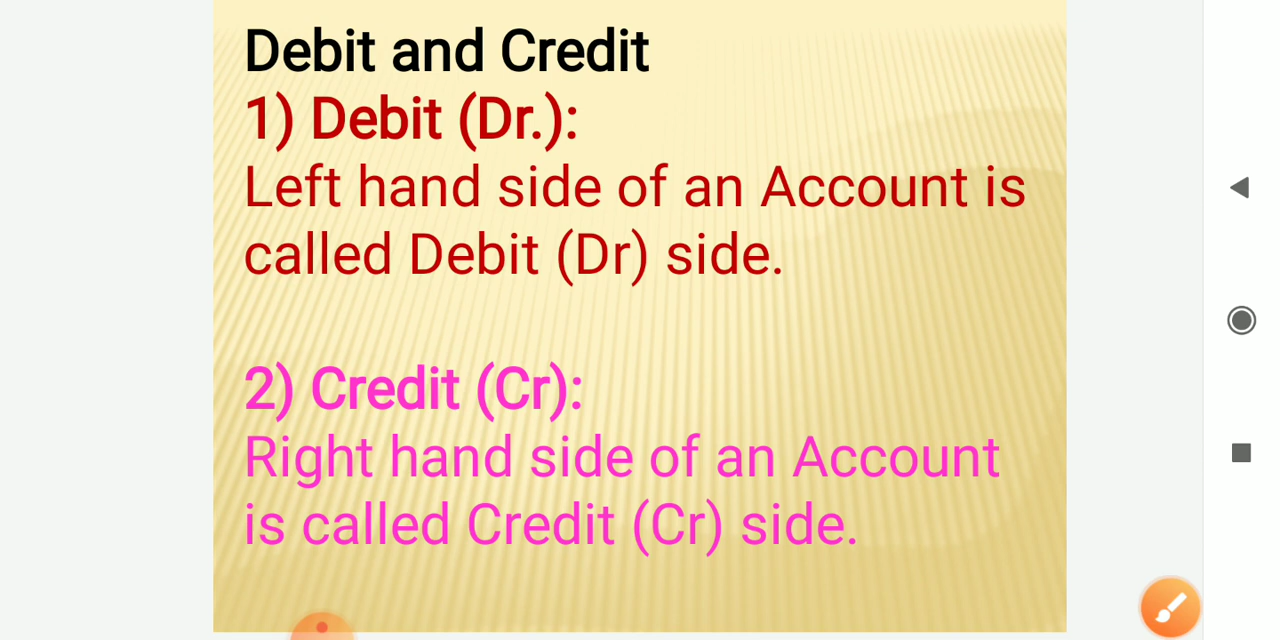 Debit and Credit
1) Debit (Dr.):
Left hand side of an Account is
called Debit (Dr) side.
2) Credit (Cr):
Right hand side of an Account
is called Credit (Cr) side.